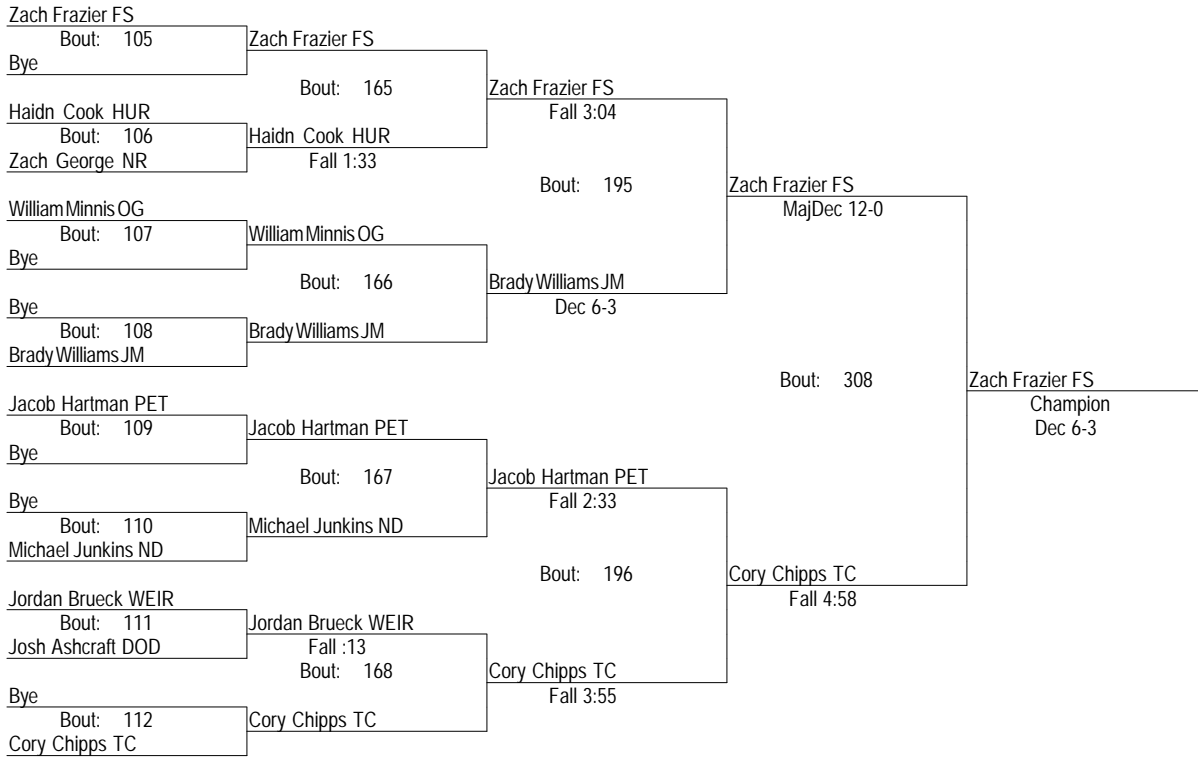 Zach Frazier FS
Bout: 105
Bye
Zach Frazier FS
Bout: 165
Haidn Cook HUR
Bout: 106
Zach George NR
Haidn Cook HUR
Fall 1:33
Zach Frazier FS
Fall 3:04
Bout: 195
William Minnis OG
Bout: 107
Bye
William Minnis OG
Bout: 166
Bye
Bout: 108
Brady Williams JM
Brady Williams JM
Brady Williams JM
Dec 6-3
Zach Frazier FS
MajDec 12-0
Bout: 308
Jacob Hartman PET
Bout: 109
Bye
Jacob Hartman PET
Bout: 167
Bye
Bout: 110
Michael Junkins ND
Michael Junkins ND
Jacob Hartman PET
Fall 2:33
Bout: 196
Jordan Brueck WEIR
Bout: 111
Josh Ashcraft DOD
Jordan Brueck WEIR
Fall :13
Bout: 168
Bye
Bout: 112
Cory Chipps TC
Cory Chipps TC
Cory Chipps TC
Fall 3:55
Cory Chipps TC
Fall 4:58
Zach Frazier FS
Champion
Dec 6-3